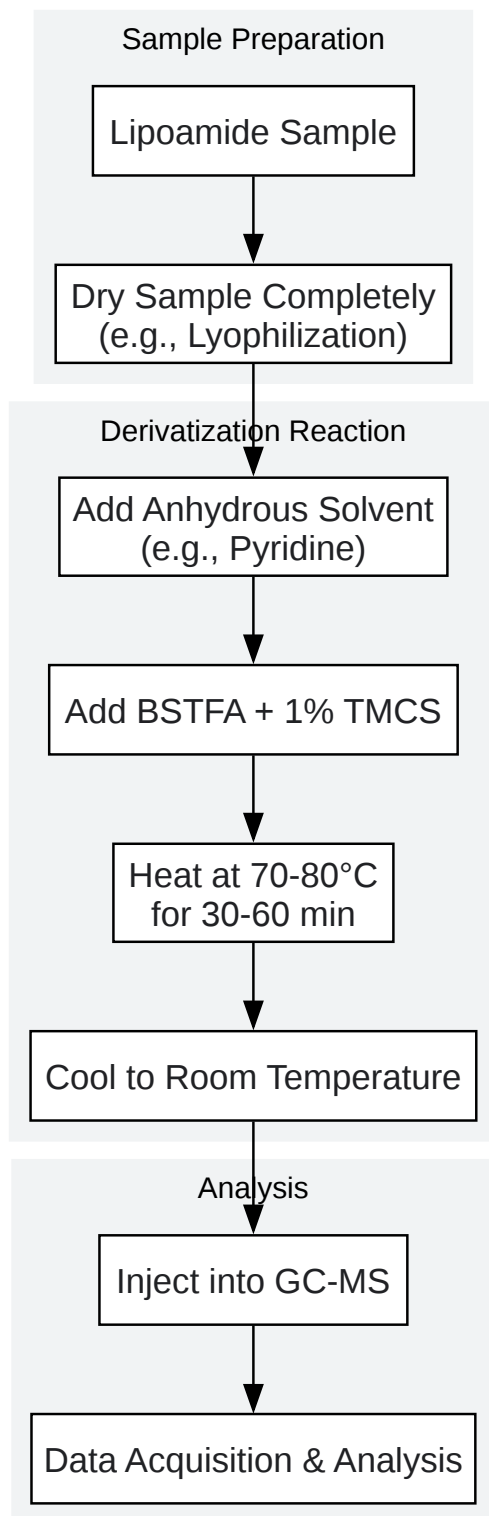 Sample Preparation
Lipoamide Sample
Dry Sample Completely
(e.g., Lyophilization)
Derivatization Reaction
Add Anhydrous Solvent
(e.g., Pyridine)
Add BSTFA + 1% TMCS
Heat at 70-80°C
for 30-60 min
Cool to Room Temperature
Analysis
Inject into GC-MS
Data Acquisition & Analysis